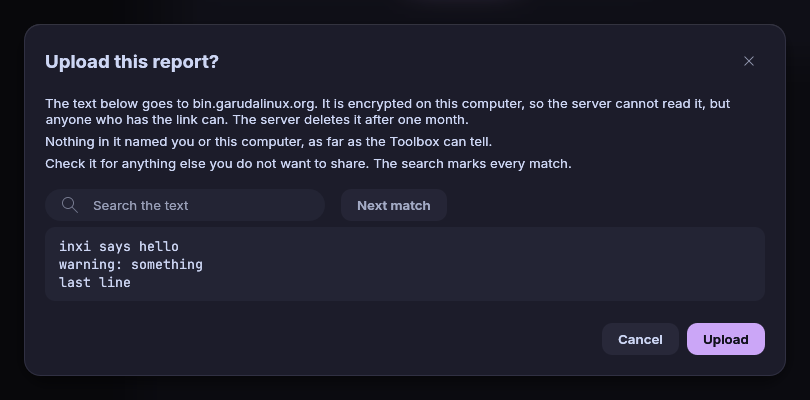 Upload this report?
The text below goes to bin.garudalinux.org. It is encrypted on this computer, so the server cannot read it, but
anyone who has the link can. The server deletes it after one month.
Nothing in it named you or this computer, as far as the Toolbox can tell.
Check it for anything else you do not want to share. The search marks every match.
Search the text
Next match
inxi says hello
warning: something
last line
Cancel
Upload